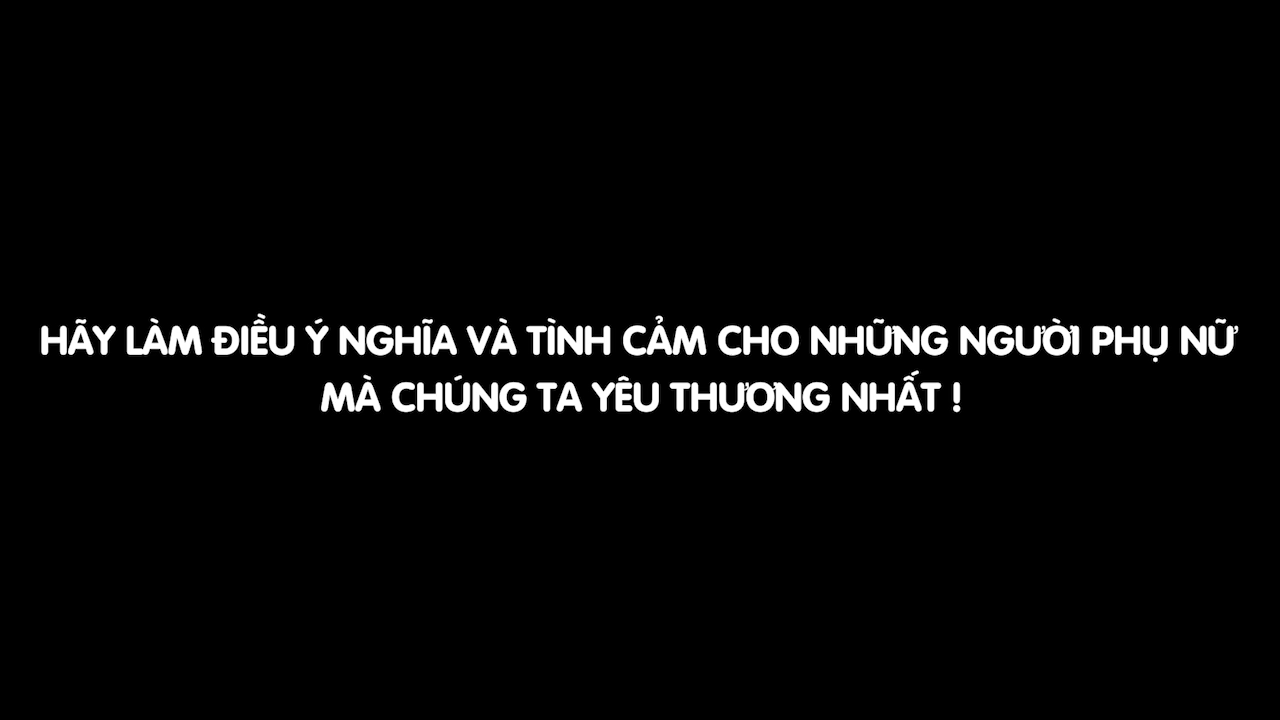 HÃY LÀM ĐIỀU Ý NGHĨA VÀ TÌNH CẢM CHO NHỮNG NGƯỜI PHỤ NỮ
MÀ CHÚNG TA YÊU THƯƠNG NHẤT !